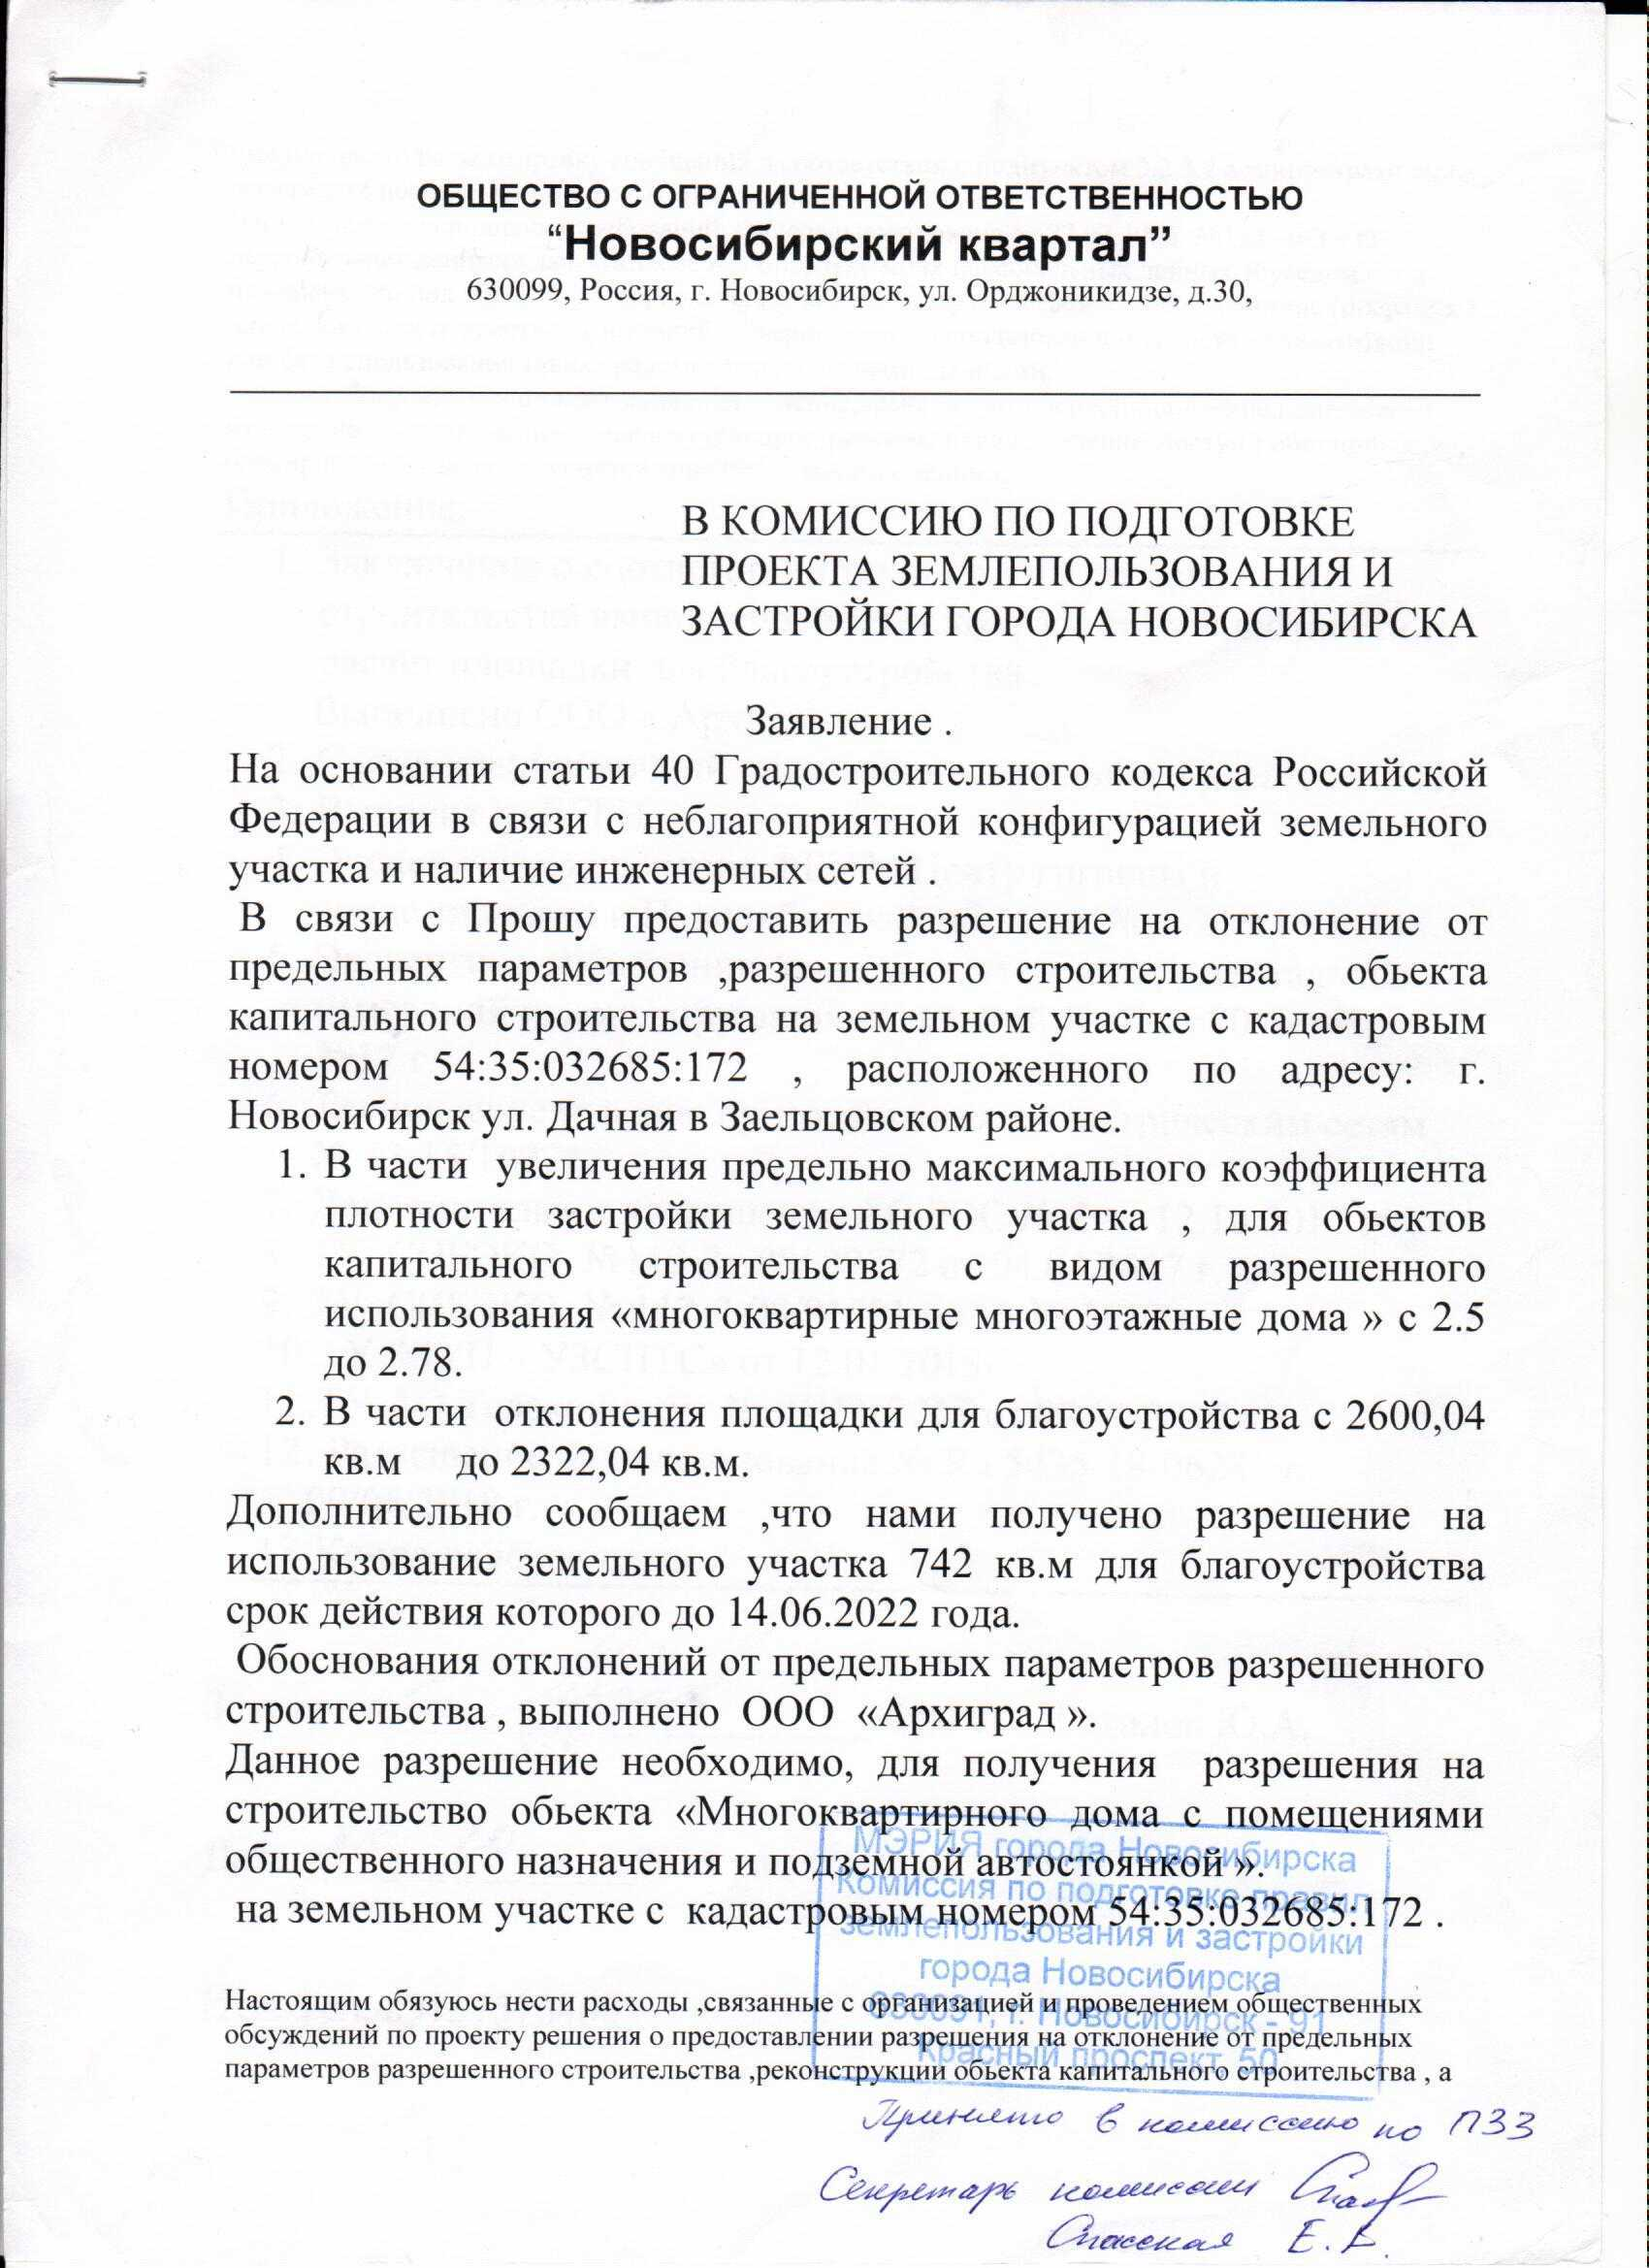 ОБЩЕСТВО С ОГРАНИЧЕННОЙ ОТВЕТСТВЕННОСТЬЮ
“Новосибирский квартал”
630099, Россия, г. Новосибирск, ул. Орджоникидзе, д.30,
В КОМИССИЮ ПО ПОДГОТОВКЕ
ПРОЕКТА ЗЕМЛЕПОЛЬЗОВАНИЯ И
ЗАСТРОЙКИ ГОРОДА НОВОСИБИРСКА
Заявление .
На основании статьи 40 Градостроительного кодекса Российской
Федерации в связи с неблагоприятной конфигурацией земельного
участка и наличие инженерных сетей .
В связи с Прошу предоставить разрешение на отклонение от
предельных параметров ,разрешенного строительства , обьекта
капитального строительства на земельном участке с кадастровым
номером 54:35:032685:172 , расположенного по адресу: г.
Новосибирск ул. Дачная в Заельцовском районе.
1. В части увеличения предельно максимального коэффициента
плотности застройки земельного участка , для обьектов
капитального строительства с видом разрешенного
использования «многоквартирные многоэтажные дома » с 2.5
до 2.78.
2. В части отклонения площадки для благоустройства с 2600,04
кв.м до 2322,04 кв.м.
Дополнительно сообщаем ,что нами получено разрешение на
использование земельного участка 742 кв.м для благоустройства
срок действия которого до 14.06.2022 года.
Обоснования отклонений от предельных параметров разрешенного
строительства , выполнено ООО «Архиград ».
Данное разрешение необходимо, для получения разрешения на
строительство обьекта «Многоквартирного дома с помещениями
общественного назначения и подземной автостоянкой ».
на земельном участке с кадастровым номером 54:35:032685:172 .
МЭРИЯ города Новосибирска
Комиссия по подготовке правил
землепользования и застройки
города Новосибирска
630091, г. Новосибирск - 91
Красный проспект, 50
Настоящим обязуюсь нести расходы ,связанные с организацией и проведением общественных
обсуждений по проекту решения о предоставлении разрешения на отклонение от предельных
параметров разрешенного строительства ,реконструкции обьекта капитального строительства , а
Принято в комиссию по ПЗЗ
Секретарь комиссии
Спасская Е. В.